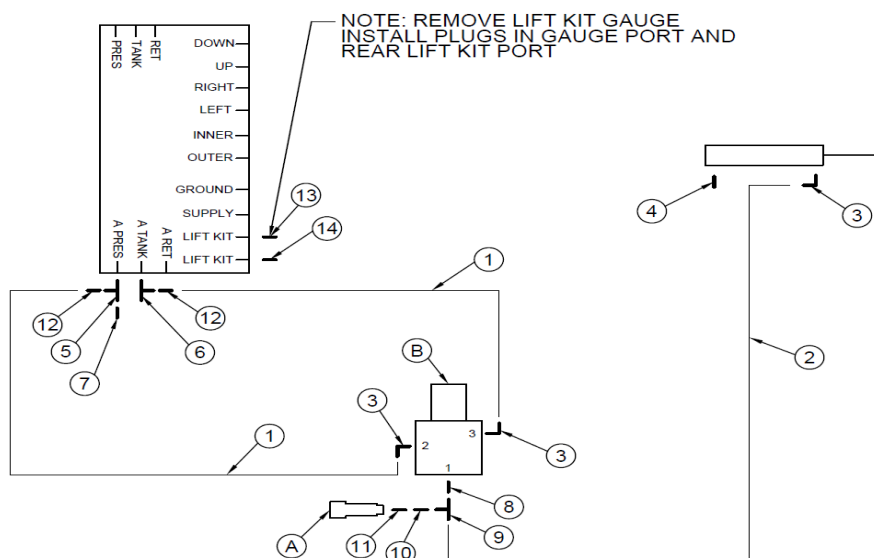 NOTE: REMOVE LIFT KIT GAUGE
INSTALL PLUGS IN GAUGE PORT AND
REAR LIFT KIT PORT
PRES
TANK
RET
DOWN
UP
RIGHT
LEFT
INNER
OUTER
GROUND
SUPPLY
LIFT KIT
LIFT KIT
A PRES
A TANK
A RET
13
14
4
3
1
12
5
6
12
7
B
2
3
2
3
1
3
1
8
A
11
10
9